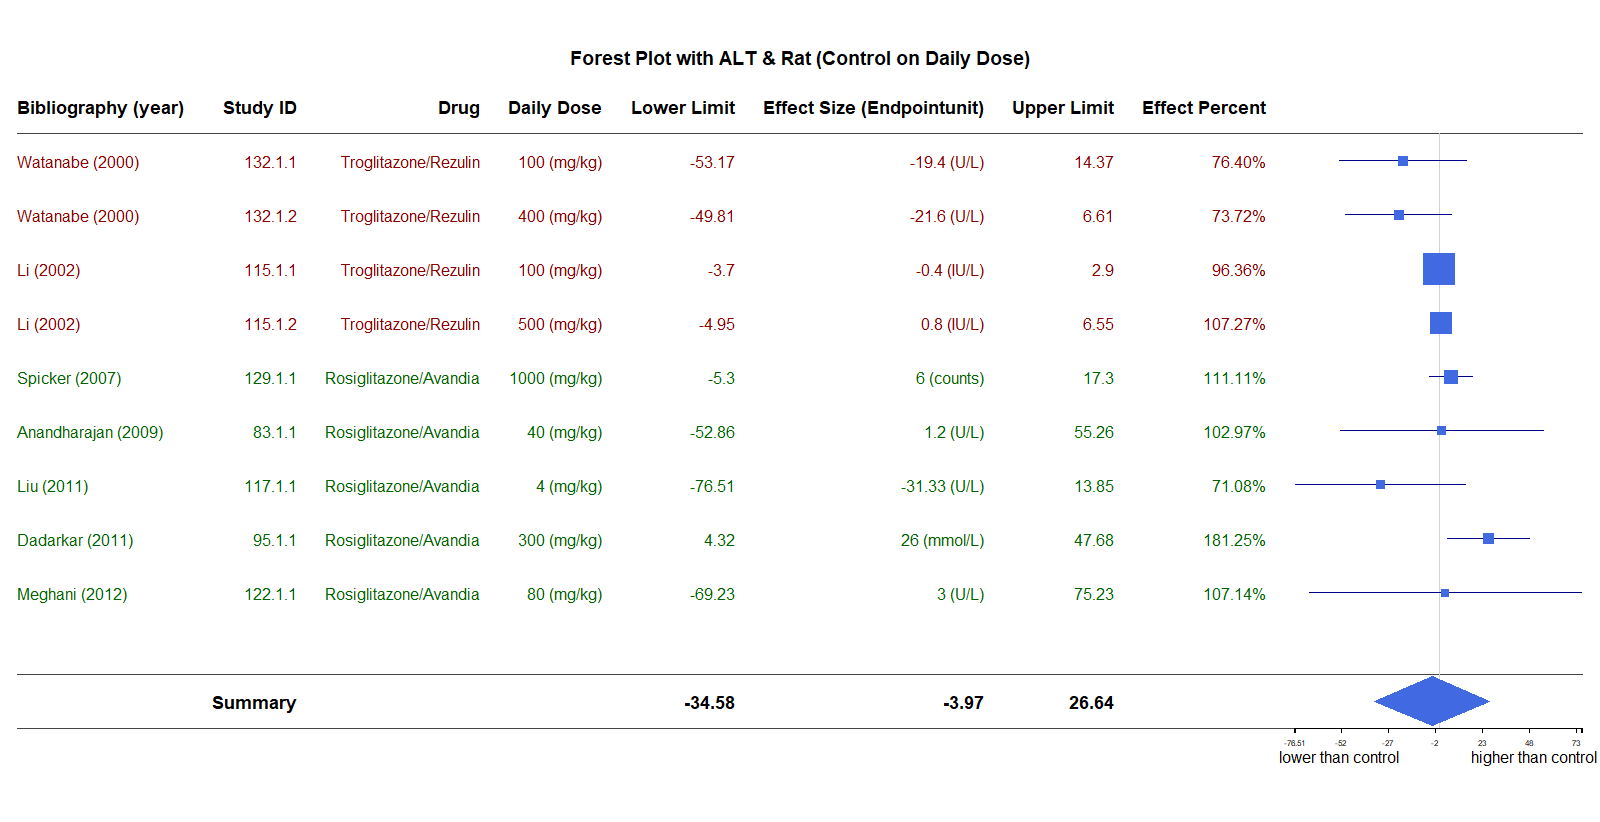 Forest Plot with ALT & Rat (Control on Daily Dose)
Bibliography (year) Study ID Drug Daily Dose Lower Limit Effect Size (Endpointunit) Upper Limit Effect Percent
Watanabe (2000) 132.1.1 Troglitazone/Rezulin 100 (mg/kg) -53.17 -19.4 (U/L) 14.37 76.40%
Watanabe (2000) 132.1.2 Troglitazone/Rezulin 400 (mg/kg) -49.81 -21.6 (U/L) 6.61 73.72%
Li (2002) 115.1.1 Troglitazone/Rezulin 100 (mg/kg) -3.7 -0.4 (IU/L) 2.9 96.36%
Li (2002) 115.1.2 Troglitazone/Rezulin 500 (mg/kg) -4.95 0.8 (IU/L) 6.55 107.27%
Spicker (2007) 129.1.1 Rosiglitazone/Avandia 1000 (mg/kg) -5.3 6 (counts) 17.3 111.11%
Anandharajan (2009) 83.1.1 Rosiglitazone/Avandia 40 (mg/kg) -52.86 1.2 (U/L) 55.26 102.97%
Liu (2011) 117.1.1 Rosiglitazone/Avandia 4 (mg/kg) -76.51 -31.33 (U/L) 13.85 71.08%
Dadarkar (2011) 95.1.1 Rosiglitazone/Avandia 300 (mg/kg) 4.32 26 (mmol/L) 47.68 181.25%
Meghani (2012) 122.1.1 Rosiglitazone/Avandia 80 (mg/kg) -69.23 3 (U/L) 75.23 107.14%
Summary -34.58 -3.97 26.64
-76.51 -52 -27 -2 23 48 73
lower than control higher than control